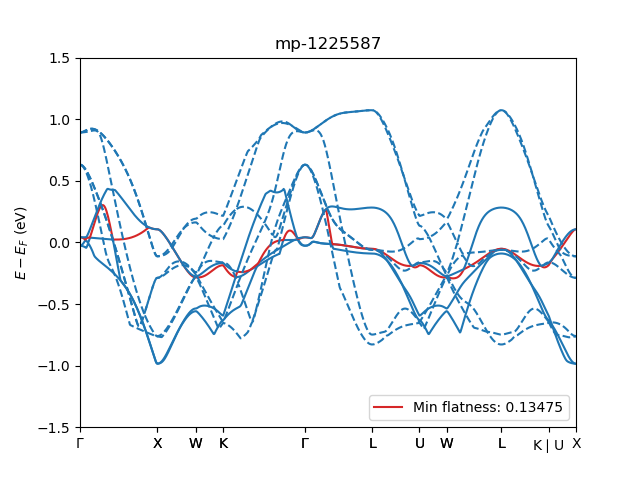 mp-1225587
E − E_F (eV)
1.5
1.0
0.5
0.0
−0.5
−1.0
−1.5
Min flatness: 0.13475
Γ X W K Γ L U W L K | U X